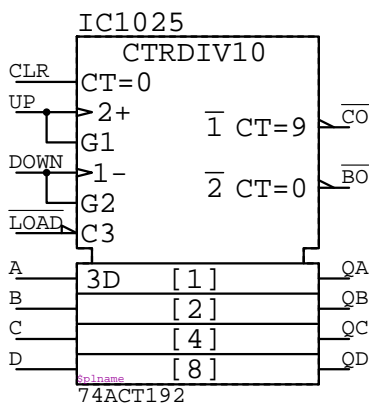 IC1025
CTRDIV10
CLR CT=0
UP 2+
G1 1 CT=9 CO
DOWN 1-
G2 2 CT=0 BO
LOAD C3
A 3D [1] QA
B [2] QB
C [4] QC
D [8] QD
$plname
74ACT192